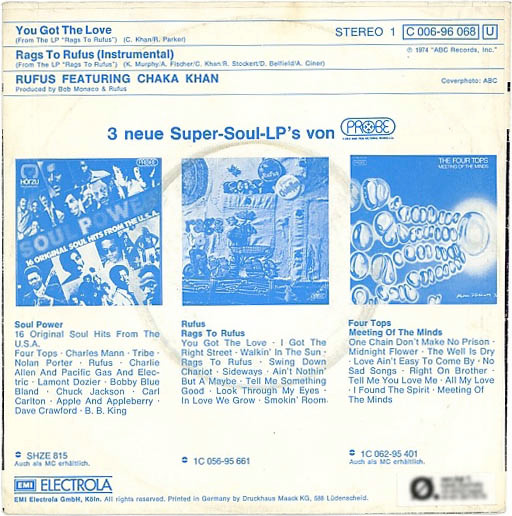 You Got The Love
(From The LP "Rags To Rufus") (C. Khan/R. Parker)
STEREO 1 C 006-96 068 U
Rags To Rufus (Instrumental)
(From The LP "Rags To Rufus") (K. Murphy/A. Fischer/C. Khan/R. Stockert/D. Belfield/A. Ciner)
℗ 1974 "ABC Records, Inc."
RUFUS FEATURING CHAKA KHAN
Produced by Bob Monaco & Rufus
Coverphoto: ABC
3 neue Super-Soul-LP's von PROBE
HÖRZU
PROBE
SOUL POWER
16 ORIGINAL SOUL HITS FROM THE U.S.A.
Rufus
rags
THE FOUR TOPS
MEETING OF THE MINDS
Soul Power
16 Original Soul Hits From The
U.S.A.
Four Tops · Charles Mann · Tribe ·
Nolan Porter · Rufus · Charlie
Allen And Pacific Gas And Elec-
tric · Lamont Dozier · Bobby Blue
Bland · Chuck Jackson · Carl
Carlton · Apple And Appleberry ·
Dave Crawford · B. B. King
SHZE 815
Auch als MC erhältlich.
Rufus
Rags To Rufus
You Got The Love · I Got The
Right Street · Walkin' In The Sun ·
Rags To Rufus · Swing Down
Chariot · Sideways · Ain't Nothin'
But A Maybe · Tell Me Something
Good · Look Through My Eyes ·
In Love We Grow · Smokin' Room.
1C 056-95 661
Four Tops
Meeting Of The Minds
One Chain Don't Make No Prison ·
Midnight Flower · The Well Is Dry
· Love Ain't Easy To Come By · No
Sad Songs · Right On Brother ·
Tell Me You Love Me · All My Love
· I Found The Spirit · Meeting Of
The Minds
1C 062-95 401
Auch als MC erhältlich.
EMI ELECTROLA
EMI Electrola GmbH, Köln. All rights reserved. Printed in Germany by Druckhaus Maack KG, 588 Lüdenscheid.